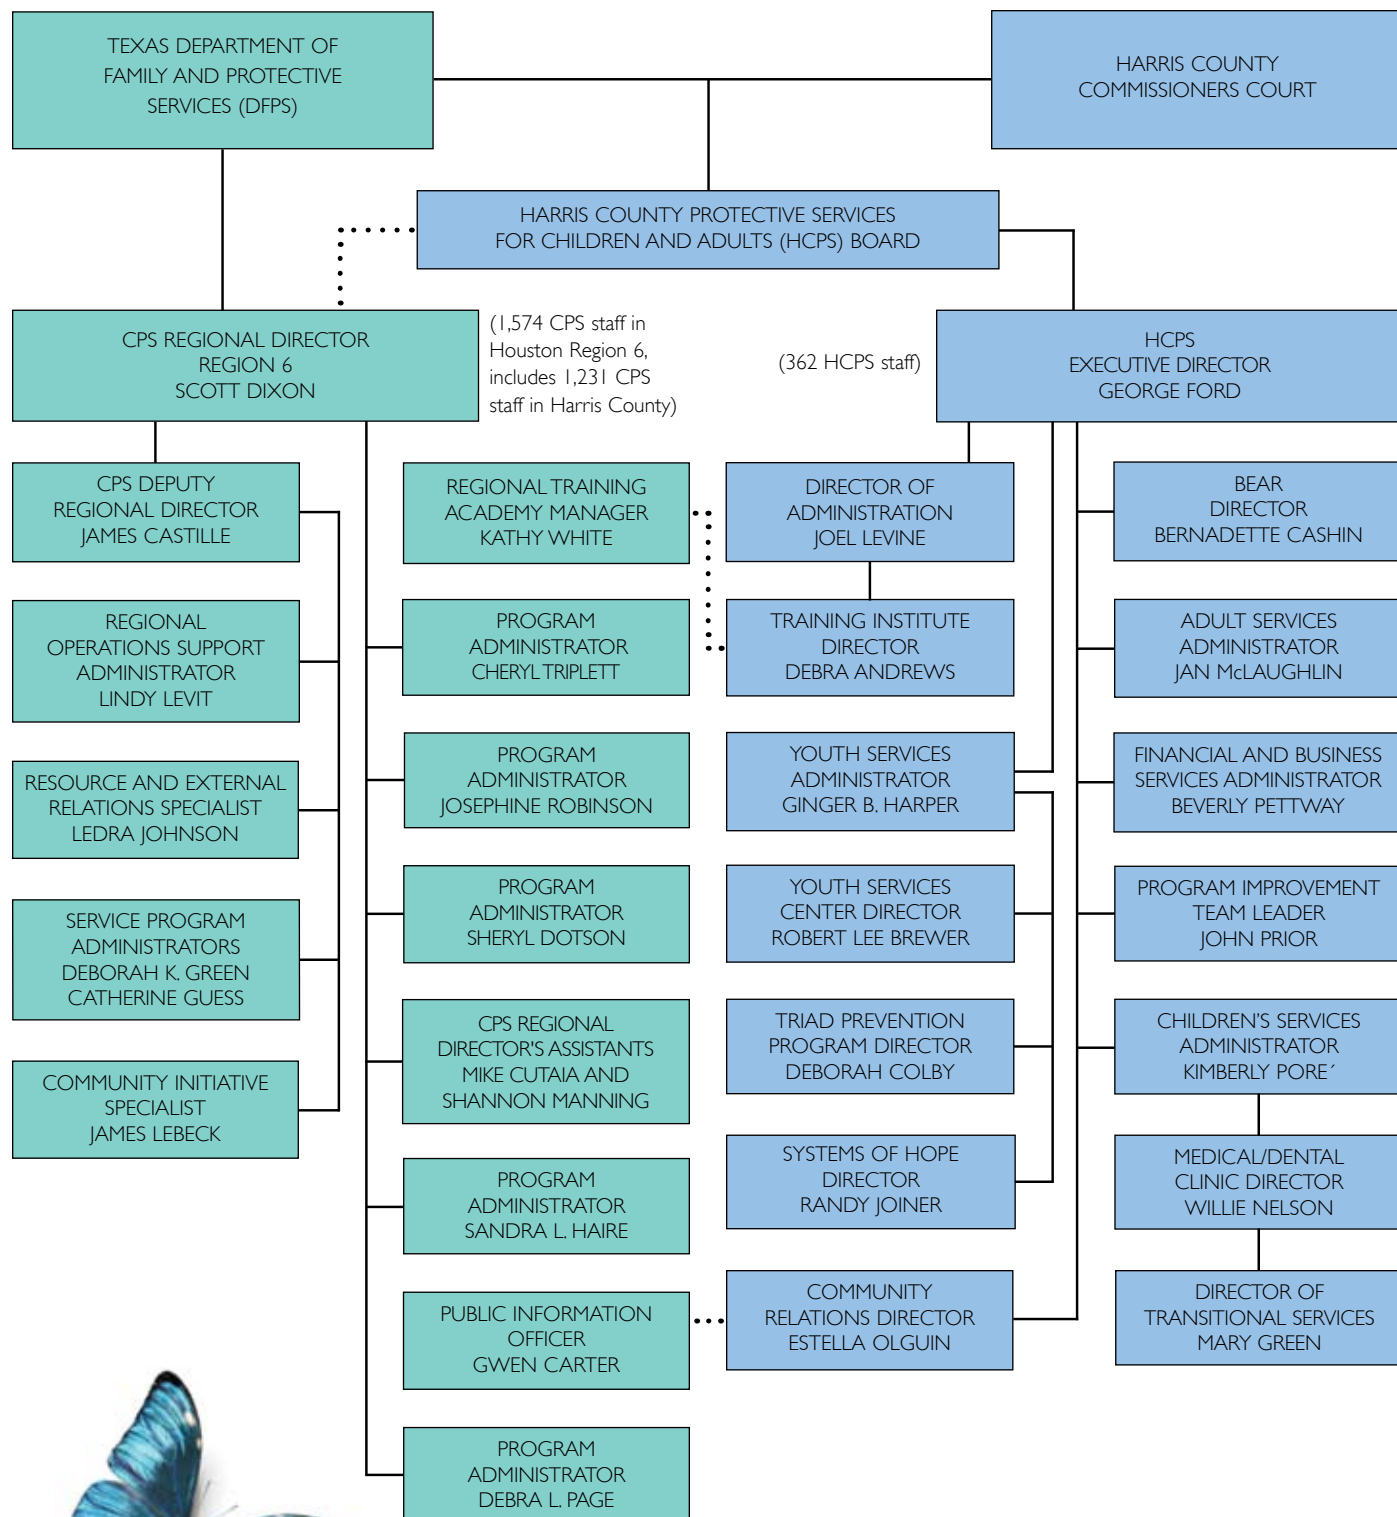 TEXAS DEPARTMENT OF
FAMILY AND PROTECTIVE
SERVICES (DFPS)
HARRIS COUNTY
COMMISSIONERS COURT
HARRIS COUNTY PROTECTIVE SERVICES
FOR CHILDREN AND ADULTS (HCPS) BOARD
CPS REGIONAL DIRECTOR
REGION 6
SCOTT DIXON
(1,574 CPS staff in
Houston Region 6,
includes 1,231 CPS
staff in Harris County)
(362 HCPS staff)
HCPS
EXECUTIVE DIRECTOR
GEORGE FORD
CPS DEPUTY
REGIONAL DIRECTOR
JAMES CASTILLE
REGIONAL
OPERATIONS SUPPORT
ADMINISTRATOR
LINDY LEVIT
RESOURCE AND EXTERNAL
RELATIONS SPECIALIST
LEDRA JOHNSON
SERVICE PROGRAM
ADMINISTRATORS
DEBORAH K. GREEN
CATHERINE GUESS
COMMUNITY INITIATIVE
SPECIALIST
JAMES LEBECK
REGIONAL TRAINING
ACADEMY MANAGER
KATHY WHITE
PROGRAM
ADMINISTRATOR
CHERYL TRIPLETT
PROGRAM
ADMINISTRATOR
JOSEPHINE ROBINSON
PROGRAM
ADMINISTRATOR
SHERYL DOTSON
CPS REGIONAL
DIRECTOR'S ASSISTANTS
MIKE CUTAIA AND
SHANNON MANNING
PROGRAM
ADMINISTRATOR
SANDRA L. HAIRE
PUBLIC INFORMATION
OFFICER
GWEN CARTER
PROGRAM
ADMINISTRATOR
DEBRA L. PAGE
DIRECTOR OF
ADMINISTRATION
JOEL LEVINE
TRAINING INSTITUTE
DIRECTOR
DEBRA ANDREWS
YOUTH SERVICES
ADMINISTRATOR
GINGER B. HARPER
YOUTH SERVICES
CENTER DIRECTOR
ROBERT LEE BREWER
TRIAD PREVENTION
PROGRAM DIRECTOR
DEBORAH COLBY
SYSTEMS OF HOPE
DIRECTOR
RANDY JOINER
COMMUNITY
RELATIONS DIRECTOR
ESTELLA OLGUIN
BEAR
DIRECTOR
BERNADETTE CASHIN
ADULT SERVICES
ADMINISTRATOR
JAN McLAUGHLIN
FINANCIAL AND BUSINESS
SERVICES ADMINISTRATOR
BEVERLY PETTWAY
PROGRAM IMPROVEMENT
TEAM LEADER
JOHN PRIOR
CHILDREN’S SERVICES
ADMINISTRATOR
KIMBERLY PORE´
MEDICAL/DENTAL
CLINIC DIRECTOR
WILLIE NELSON
DIRECTOR OF
TRANSITIONAL SERVICES
MARY GREEN